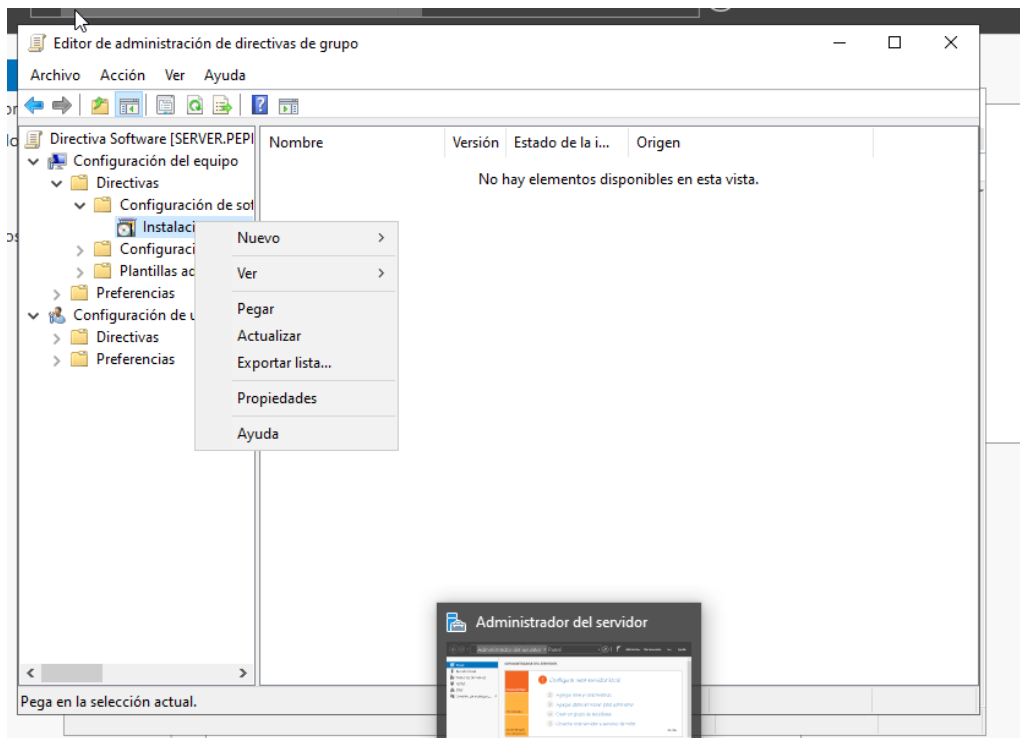 Editor de administración de directivas de grupo
Archivo Acción Ver Ayuda
Directiva Software [SERVER.PEPI
Nombre Versión Estado de la i... Origen
Configuración del equipo
No hay elementos disponibles en esta vista.
Directivas
Configuración de sof
Instalaci
Nuevo
Configuraci
Plantillas ad
Ver
Preferencias
Pegar
Configuración de u
Directivas
Actualizar
Preferencias
Exportar lista...
Propiedades
Ayuda
Administrador del servidor
Pega en la selección actual.